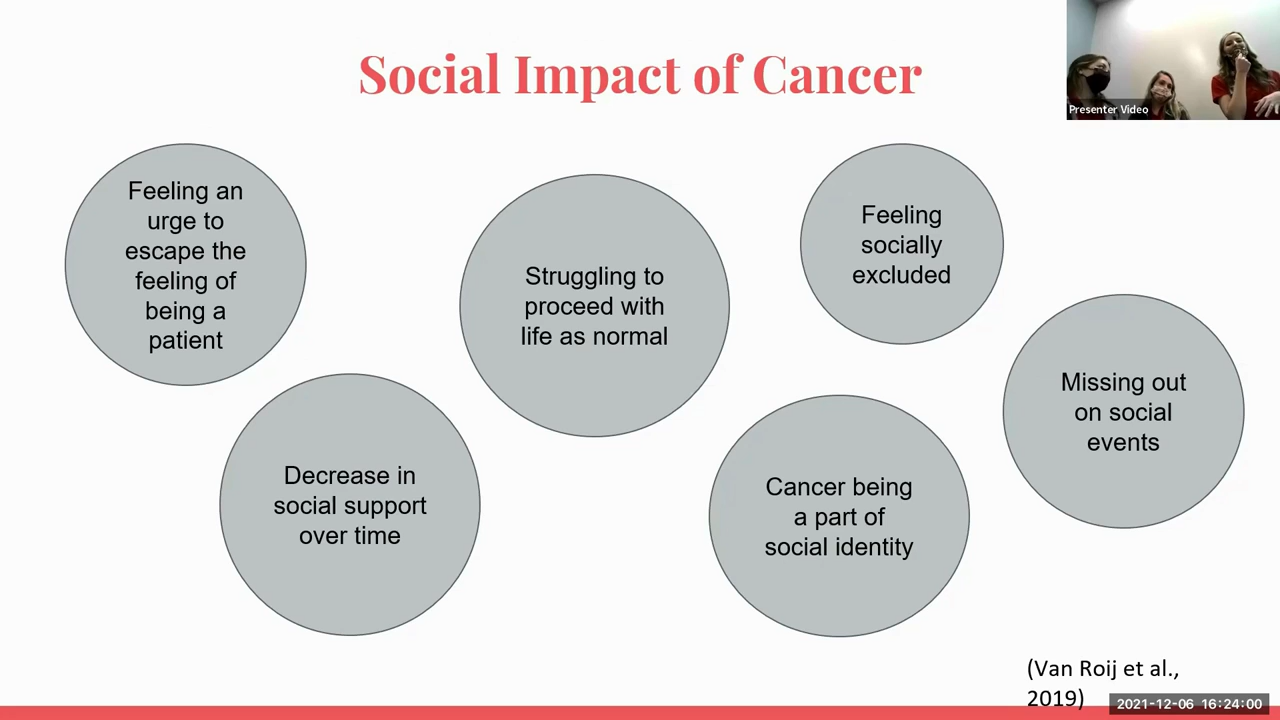 Social Impact of Cancer
Presenter Video
Feeling an
urge to
escape the
feeling of
being a
patient
Struggling to
proceed with
life as normal
Feeling
socially
excluded
Missing out
on social
events
Decrease in
social support
over time
Cancer being
a part of
social identity
(Van Roij et al.,
2019)
2021-12-06 16:24:00